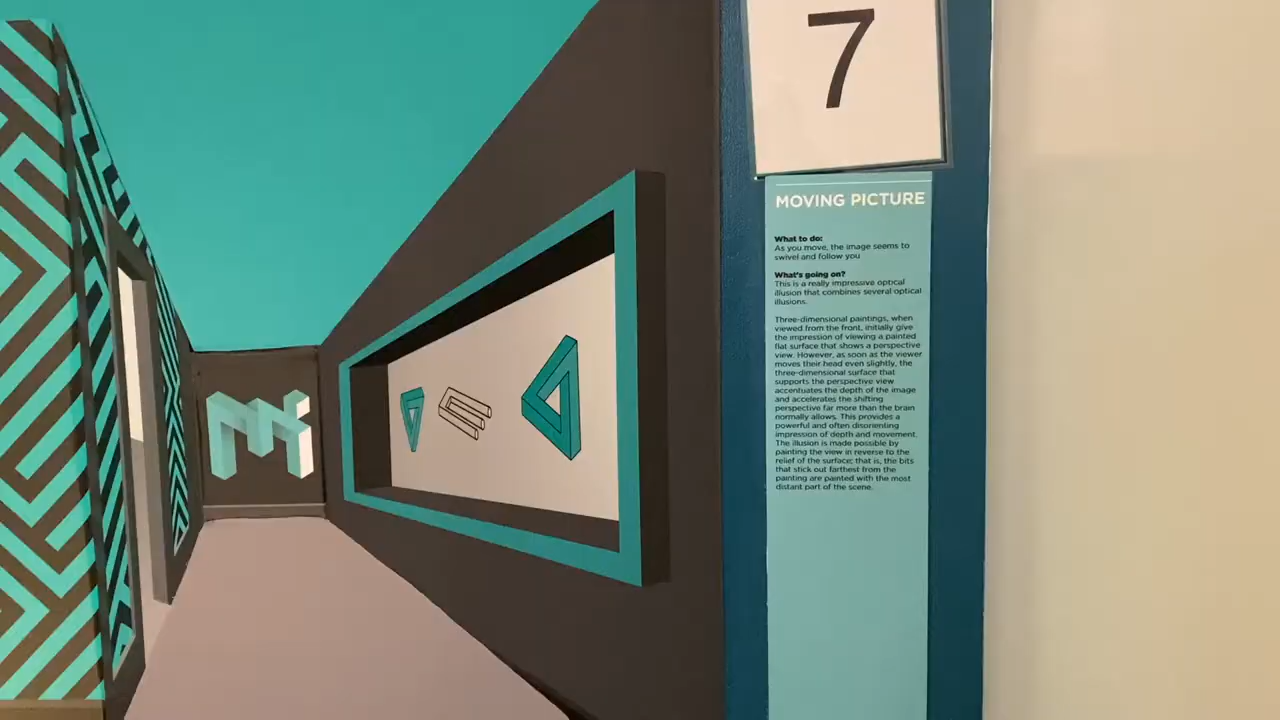 7
MOVING PICTURE
What to do:
As you move, the image seems to
swivel and follow you
What's going on?
This is a really impressive optical
illusion that combines several optical
illusions.
Three-dimensional paintings, when
viewed from the front, initially give
the impression of viewing a painted
flat surface that shows a perspective
view. However, as soon as the viewer
moves their head even slightly, the
three-dimensional surface that
supports the perspective view
accentuates the depth of the image
and accelerates the shifting
perspective far more than the brain
normally allows. This provides a
powerful and often disorienting
impression of depth and movement.
The illusion is made possible by
painting the view in reverse to the
relief of the surface; that is, the bits
that stick out farthest from the
painting are painted with the most
distant part of the scene.